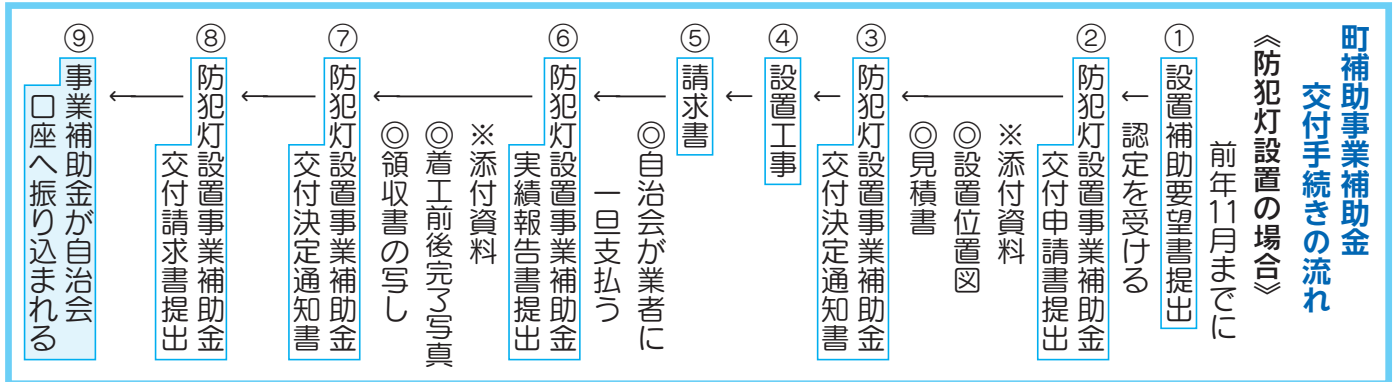 町補助事業補助金
交付手続きの流れ
《防犯灯設置の場合》
前年11月までに
①設置補助要望書提出
↓認定を受ける
②防犯灯設置事業補助金
交付申請書提出
※添付資料
◎設置位置図
◎見積書
③防犯灯設置事業補助金
交付決定通知書
④設置工事
⑤請求書
◎自治会が業者に
一旦支払う
⑥防犯灯設置事業補助金
実績報告書提出
※添付資料
◎着工前後完了写真
◎領収書の写し
⑦防犯灯設置事業補助金
交付決定通知書
⑧防犯灯設置事業補助金
交付請求書提出
⑨事業補助金が自治会
口座へ振り込まれる